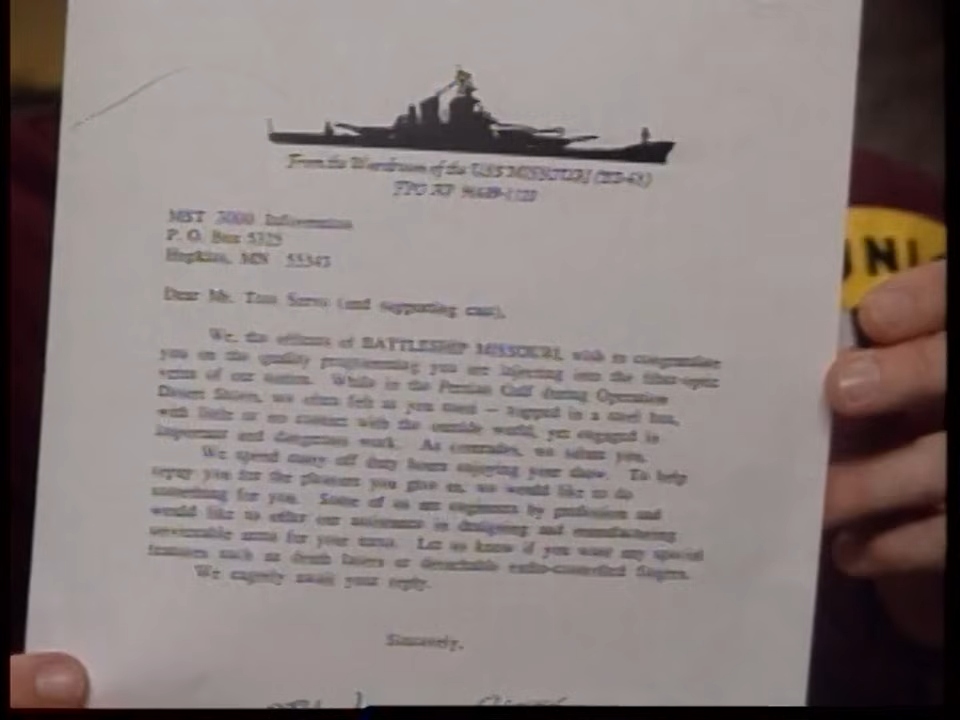 From the Wardroom of the USS MISSOURI (BB-63)
FPO AP
MST 3000 Information
P. O. Box 5325
Hopkins, MN 55343
Dear Mr. Tom Servo (and supporting cast),
We, the officers of BATTLESHIP MISSOURI, wish to congratulate
you on the quality programming you are injecting into the fiber-optic
veins of our nation. While in the Persian Gulf during Operation
Desert Storm, we often felt as you must - trapped in a steel box,
with little or no contact with the outside world, yet engaged in
important and dangerous work. As comrades, we salute you.
We spend many off duty hours enjoying your show. To help
repay you for the pleasure you give us, we would like to do
something for you. Some of us are engineers by profession and
would like to offer our assistance in designing and manufacturing
serviceable arms for your torso. Let us know if you want any special
features such as death lasers or detachable radio-controlled fingers.
We eagerly await your reply.
Sincerely,
UNI